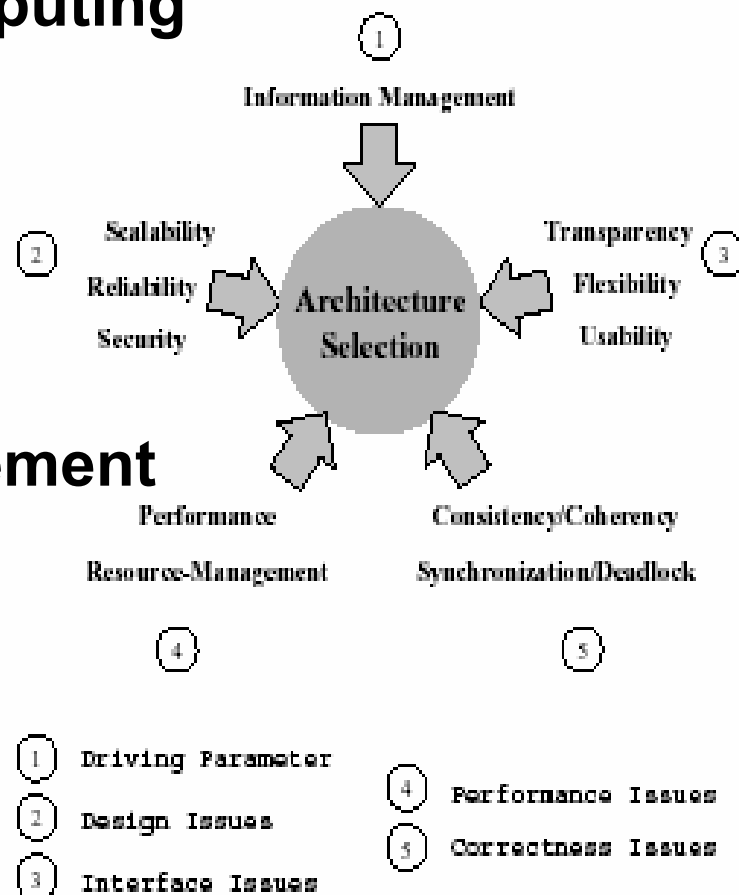 puting
1
Information Management
2
Scalability
Reliability
Security
Architecture
Selection
Transparency
Flexibility
Usability
3
ement
Performance
Resource-Management
4
Consistency/Coherency
Synchronization/Deadlock
5
1 Driving Parameter
2 Design Issues
3 Interface Issues
4 Performance Issues
5 Correctness Issues